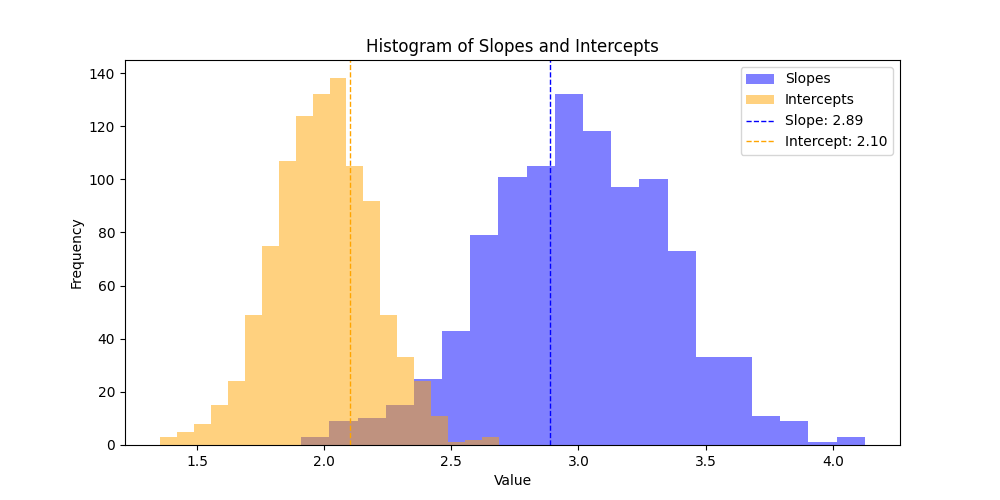 Histogram of Slopes and Intercepts
Slopes
Intercepts
Slope: 2.89
Intercept: 2.10
Frequency
140
120
100
80
60
40
20
0
1.5 2.0 2.5 3.0 3.5 4.0
Value